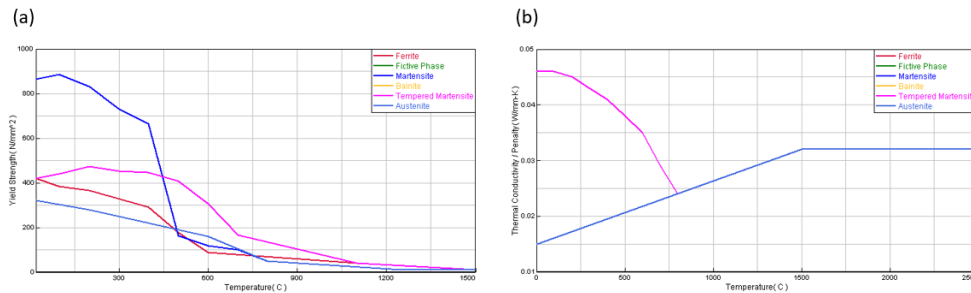 (a)
(b)
1000
800
600
400
200
0
Yield Strength( N/mm^2 )
300
600
900
1200
1500
Temperature( C )
Ferrite
Fictive Phase
Martensite
Bainite
Tempered Martensite
Austenite
0.05
0.04
0.03
0.02
0.01
Thermal Conductivity / Penalty ( W/mm-K )
0
500
1000
1500
2000
2500
Temperature( C )
Ferrite
Fictive Phase
Martensite
Bainite
Tempered Martensite
Austenite